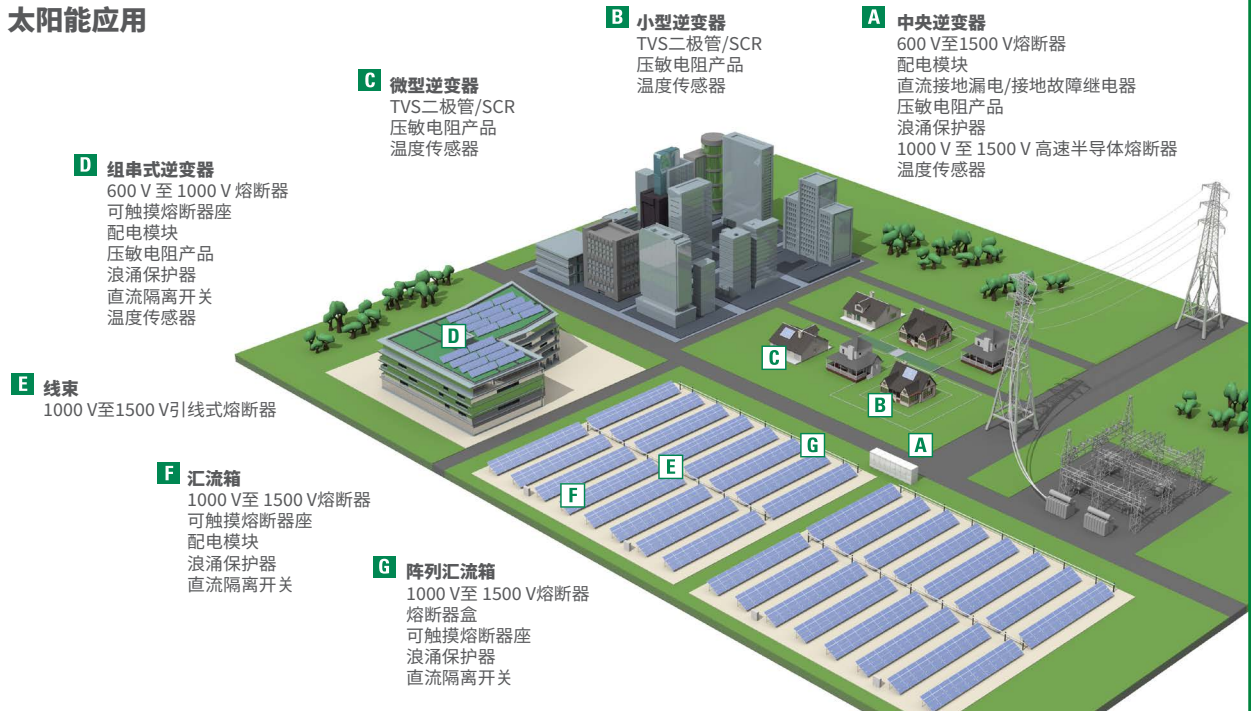 太阳能应用
B 小型逆变器
TVS二极管/SCR
压敏电阻产品
温度传感器
A 中央逆变器
600 V至1500 V熔断器
配电模块
直流接地漏电/接地故障继电器
压敏电阻产品
浪涌保护器
1000 V 至 1500 V 高速半导体熔断器
温度传感器
C 微型逆变器
TVS二极管/SCR
压敏电阻产品
温度传感器
D 组串式逆变器
600 V 至 1000 V 熔断器
可触摸熔断器座
配电模块
压敏电阻产品
浪涌保护器
直流隔离开关
温度传感器
E 线束
1000 V至1500 V引线式熔断器
F 汇流箱
1000 V至 1500 V熔断器
可触摸熔断器座
配电模块
浪涌保护器
直流隔离开关
G 阵列汇流箱
1000 V至 1500 V熔断器
熔断器盒
可触摸熔断器座
浪涌保护器
直流隔离开关
D
C
B
A
G
E
F